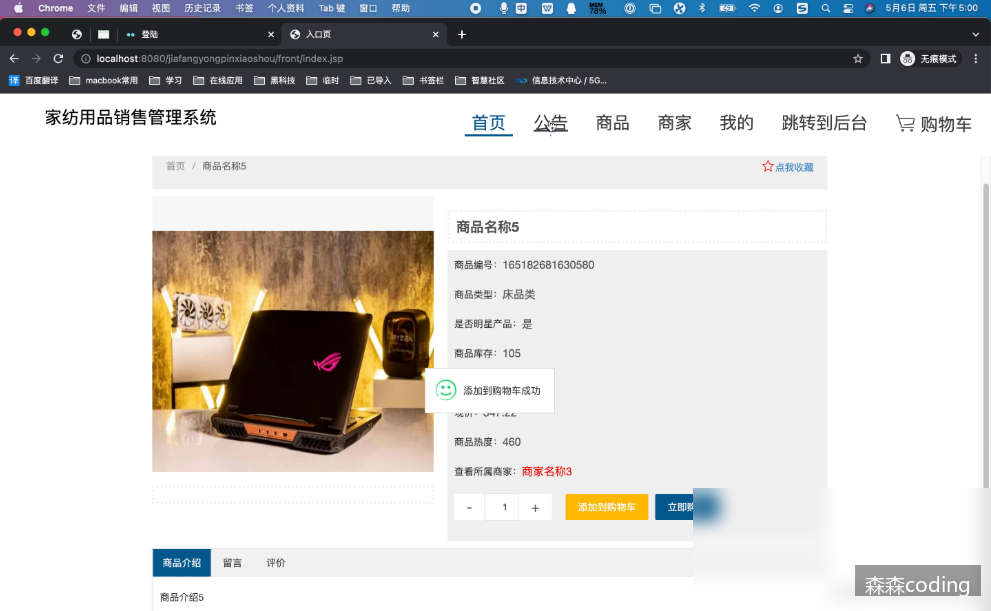 Chrome 文件 编辑 视图 历史记录 书签 个人资料 Tab 键 窗口 帮助 中 W MEM 78% S 5月6日 周五 下午5:00
登陆 × 入口页 × +
localhost:8080/jiafangyongpinxiaoshou/front/index.jsp 无痕模式
译 百度翻译 macbook常用 学习 在线应用 黑科技 临时 已导入 书签栏 智慧社区 信息技术中心 / 5G...
家纺用品销售管理系统 首页 公告 商品 商家 我的 跳转到后台 购物车
首页 / 商品名称5 点我收藏
商品名称5
商品编号：165182681630580
商品类型：床品类
是否明星产品：是
商品库存：105
添加到购物车成功
现价：347.22
商品热度：460
查看所属商家：商家名称3
- 1 + 添加到购物车 立即购
商品介绍 留言 评价
商品介绍5
森森coding